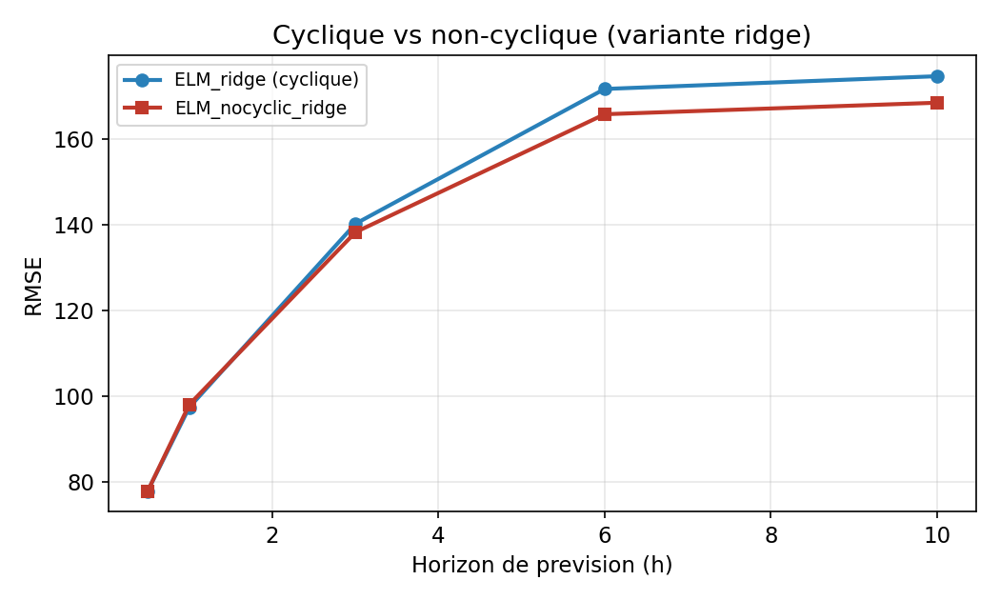 Cyclique vs non-cyclique (variante ridge)
ELM_ridge (cyclique)
ELM_nocyclic_ridge
RMSE
160
140
120
100
80
2 4 6 8 10
Horizon de prevision (h)